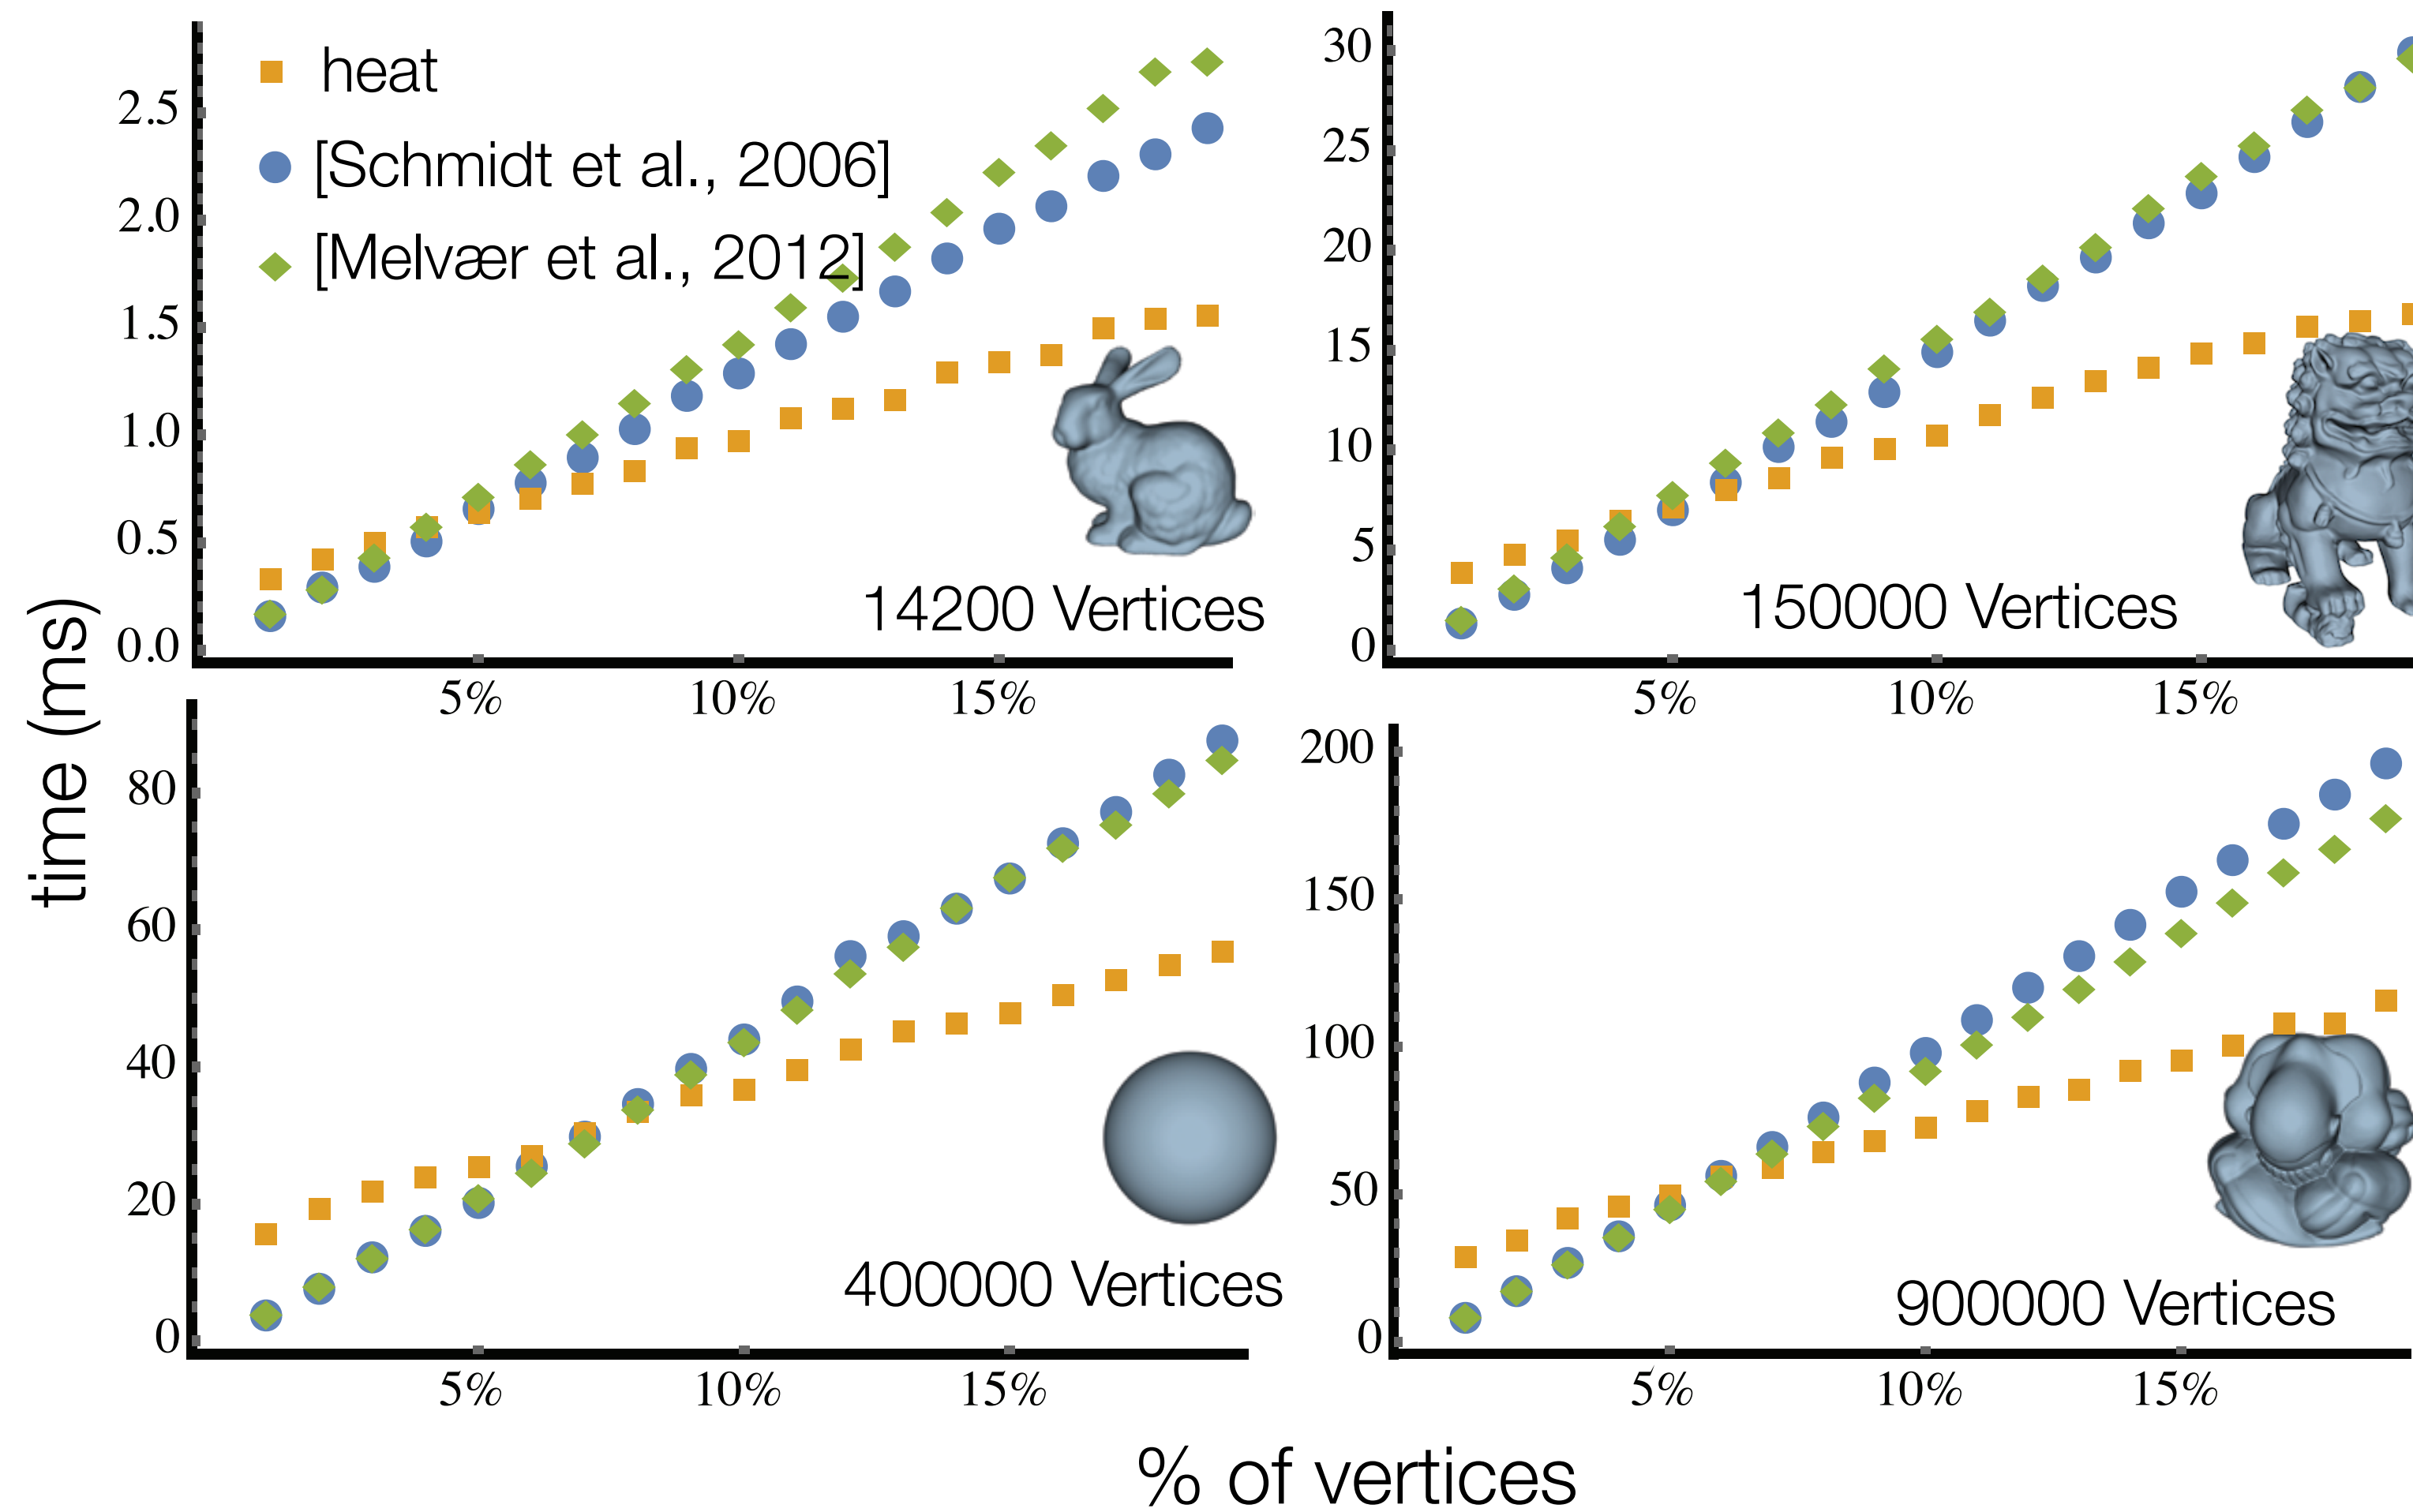 heat
[Schmidt et al., 2006]
[Melvær et al., 2012]
2.5
2.0
1.5
1.0
0.5
0.0
5% 10% 15%
14200 Vertices
30
25
20
15
10
5
0
5% 10% 15%
150000 Vertices
time (ms)
80
60
40
20
0
5% 10% 15%
400000 Vertices
200
150
100
50
0
5% 10% 15%
900000 Vertices
% of vertices